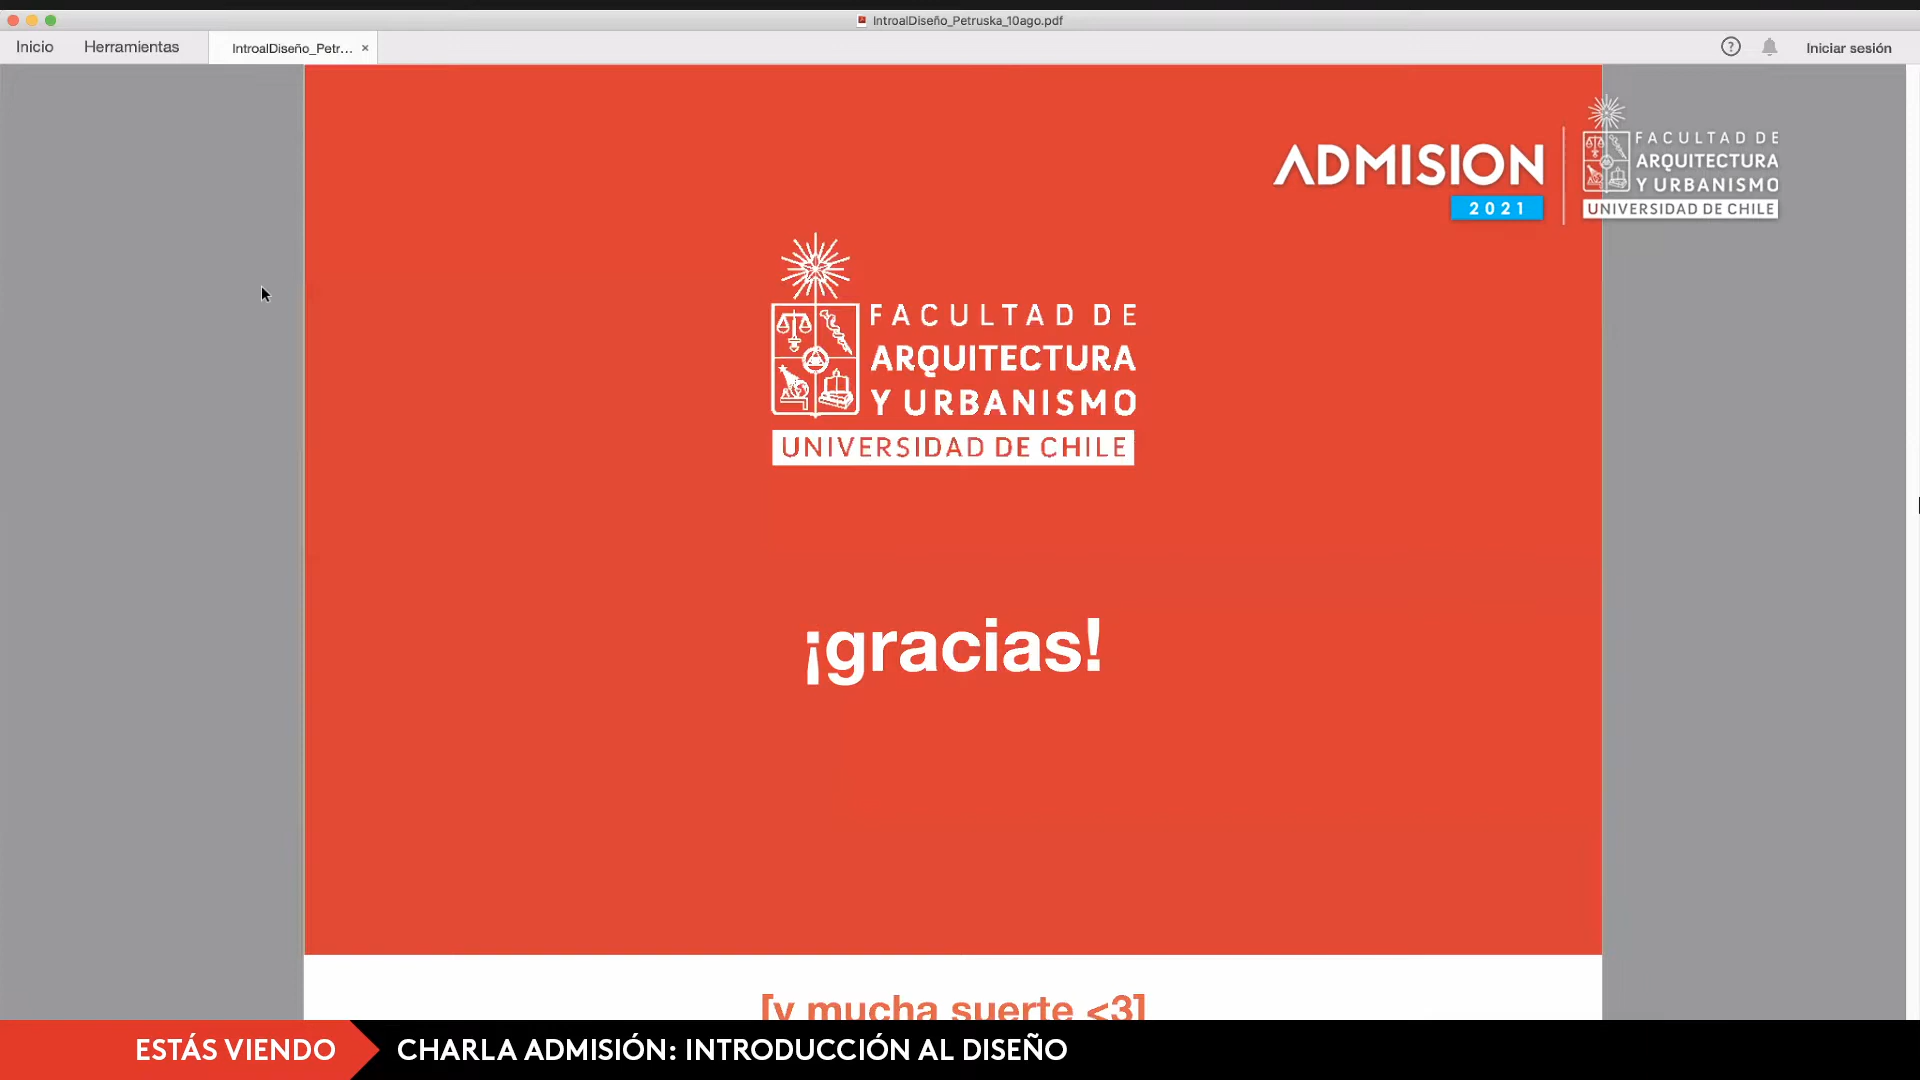 IntroalDiseño_Petruska_10ago.pdf
Inicio
Herramientas
IntroalDiseño_Petr... ×
?
Iniciar sesión
ADMISION
2021
FACULTAD DE
ARQUITECTURA
Y URBANISMO
UNIVERSIDAD DE CHILE
FACULTAD DE
ARQUITECTURA
Y URBANISMO
UNIVERSIDAD DE CHILE
¡gracias!
[y mucha suerte <3]
ESTÁS VIENDO
CHARLA ADMISIÓN: INTRODUCCIÓN AL DISEÑO